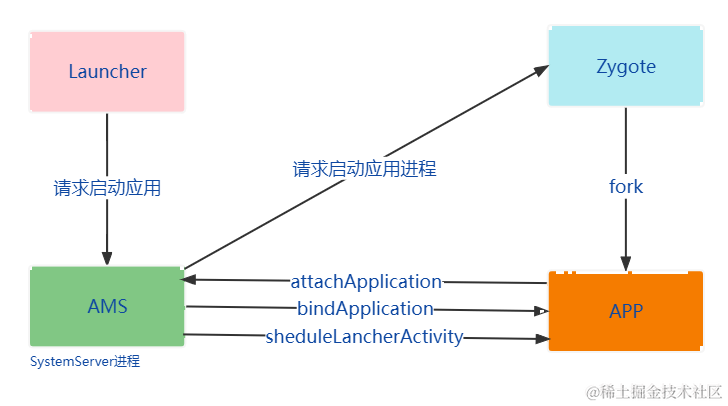 Launcher
Zygote
请求启动应用进程
请求启动应用
fork
attachApplication
AMS
bindApplication
APP
sheduleLancherActivity
SystemServer进程
@稀土掘金技术社区